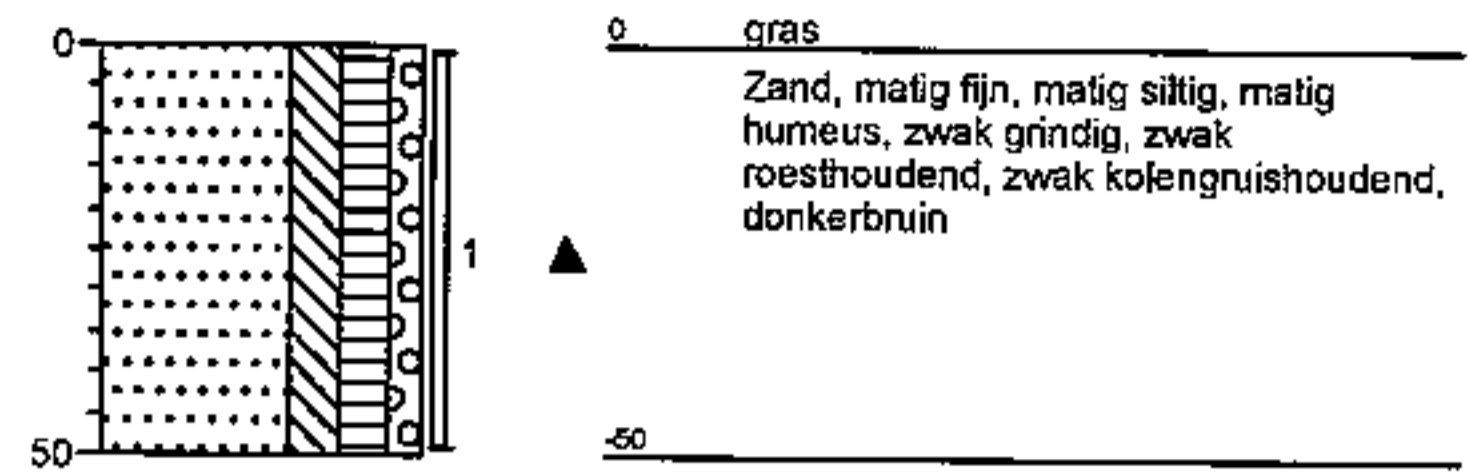 0
50
1
0 gras
Zand, matig fijn, matig siltig, matig
humeus, zwak grindig, zwak
roesthoudend, zwak kolengruishoudend,
donkerbruin
-50